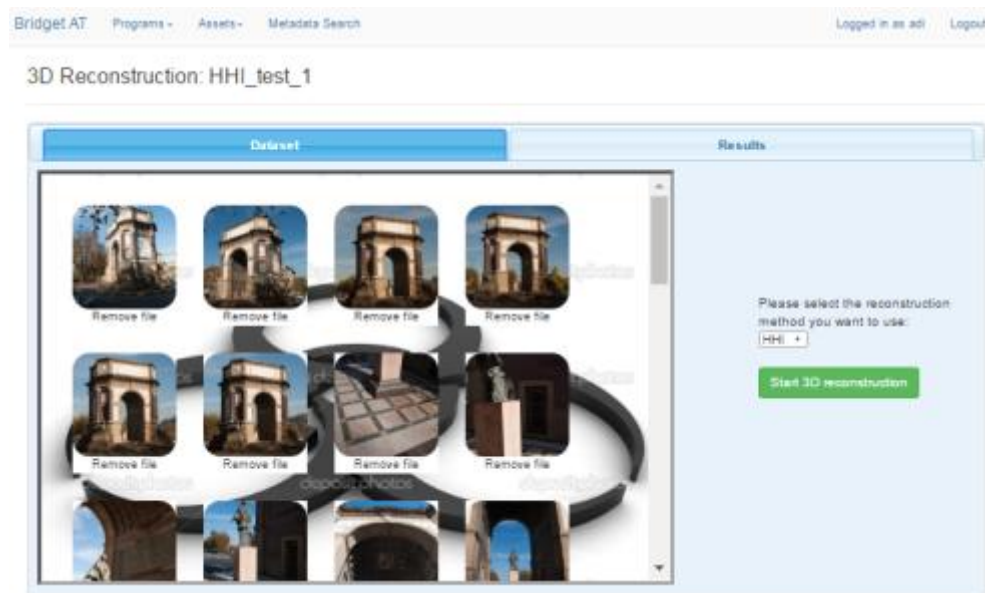 Bridget AT Programs Assets Metadata Search Logged in as adi Logout
3D Reconstruction: HHI_test_1
Dataset Results
Remove file Remove file Remove file Remove file
Please select the reconstruction
method you want to use:
HHI
Start 3D reconstruction
Remove file Remove file Remove file Remove file
depositphotos